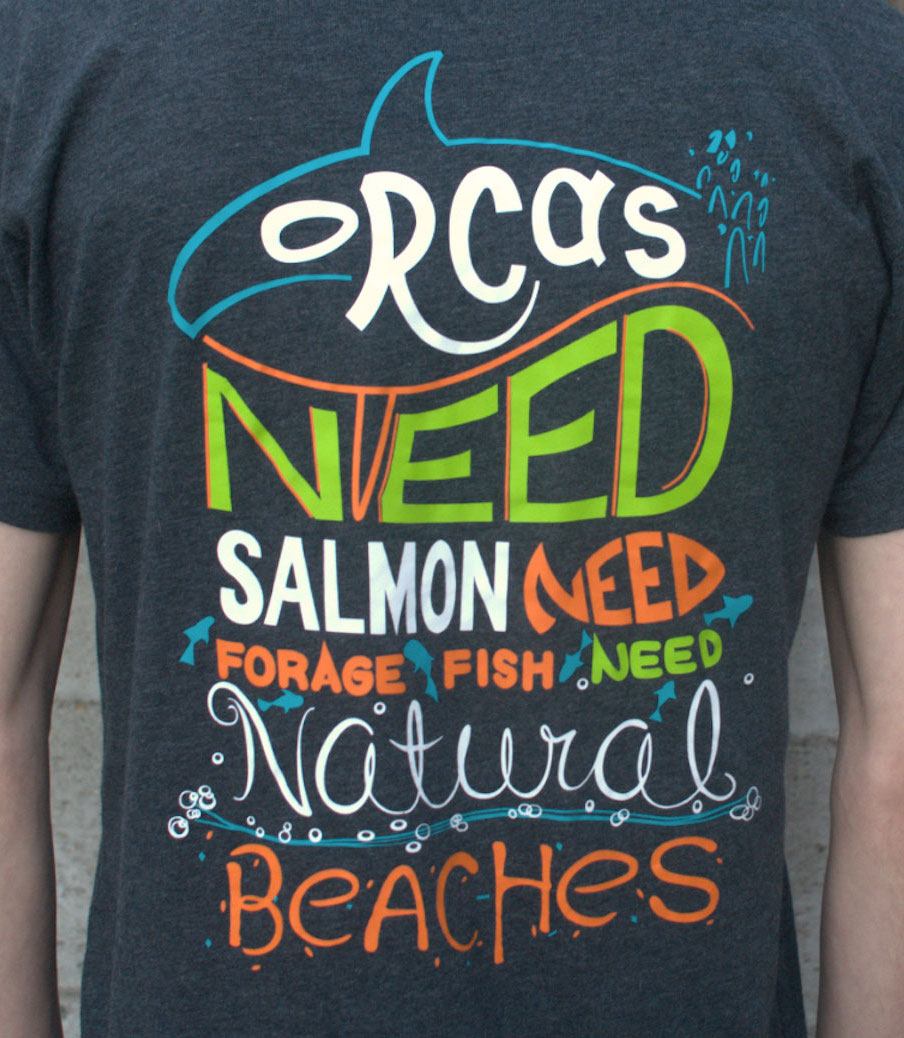 ORCas
NEED
SALMON NEED
FORAGE FISH NEED
Natural
BeACHeS